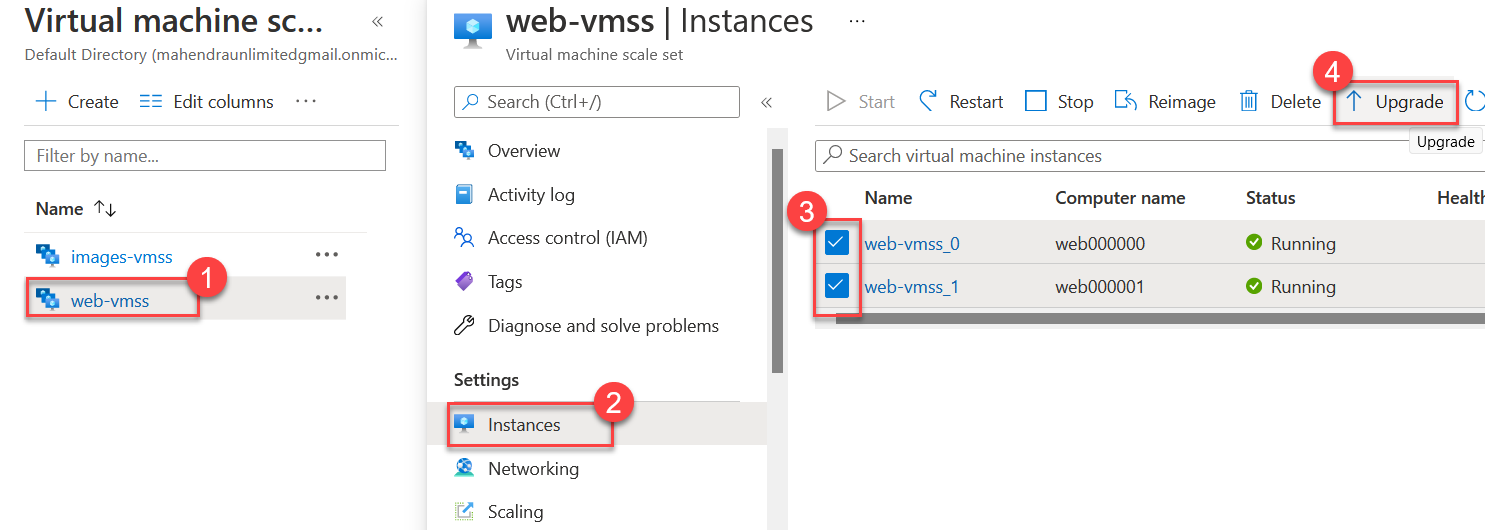 Virtual machine sc...
Default Directory (mahendraunlimitedgmail.onmic...
Create
Edit columns
Filter by name...
Name
images-vmss
web-vmss
1
web-vmss | Instances
Virtual machine scale set
Search (Ctrl+/)
Overview
Activity log
Access control (IAM)
Tags
Diagnose and solve problems
Settings
Instances
2
Networking
Scaling
Start
Restart
Stop
Reimage
Delete
Upgrade
4
Upgrade
Search virtual machine instances
Name Computer name Status Health
3
web-vmss_0 web000000 Running
web-vmss_1 web000001 Running